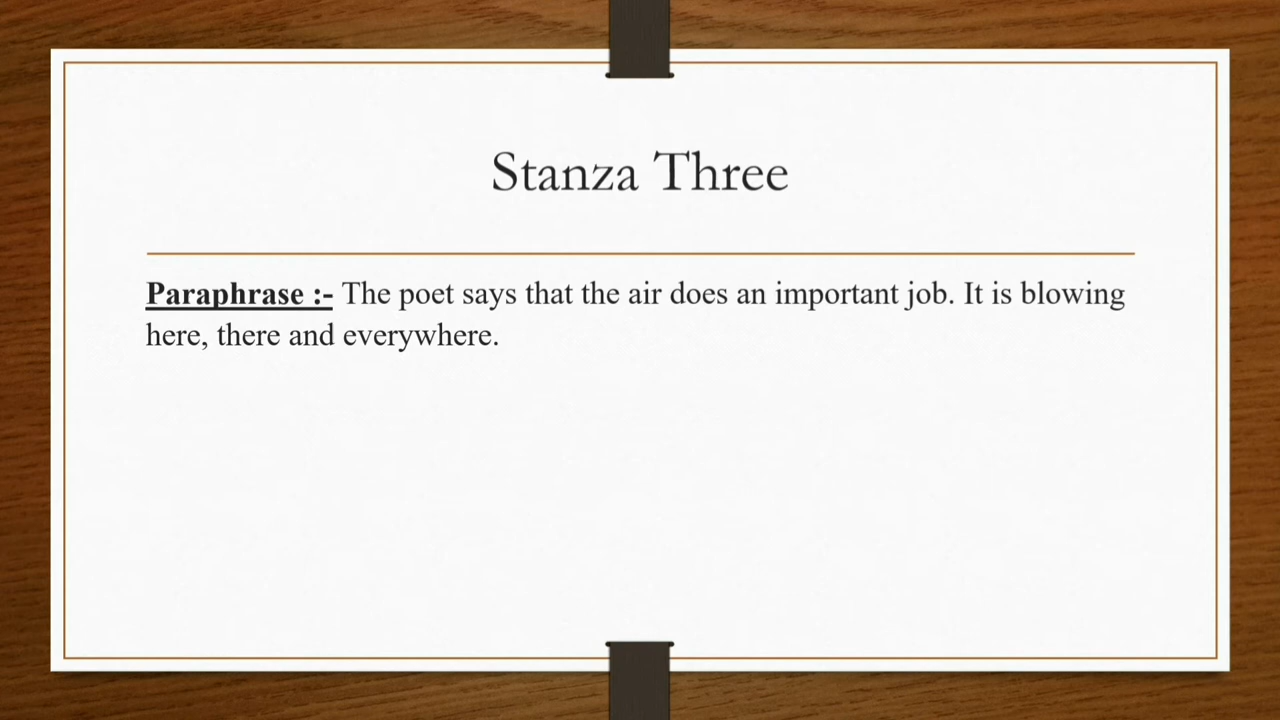 Stanza Three
Paraphrase :- The poet says that the air does an important job. It is blowing
here, there and everywhere.